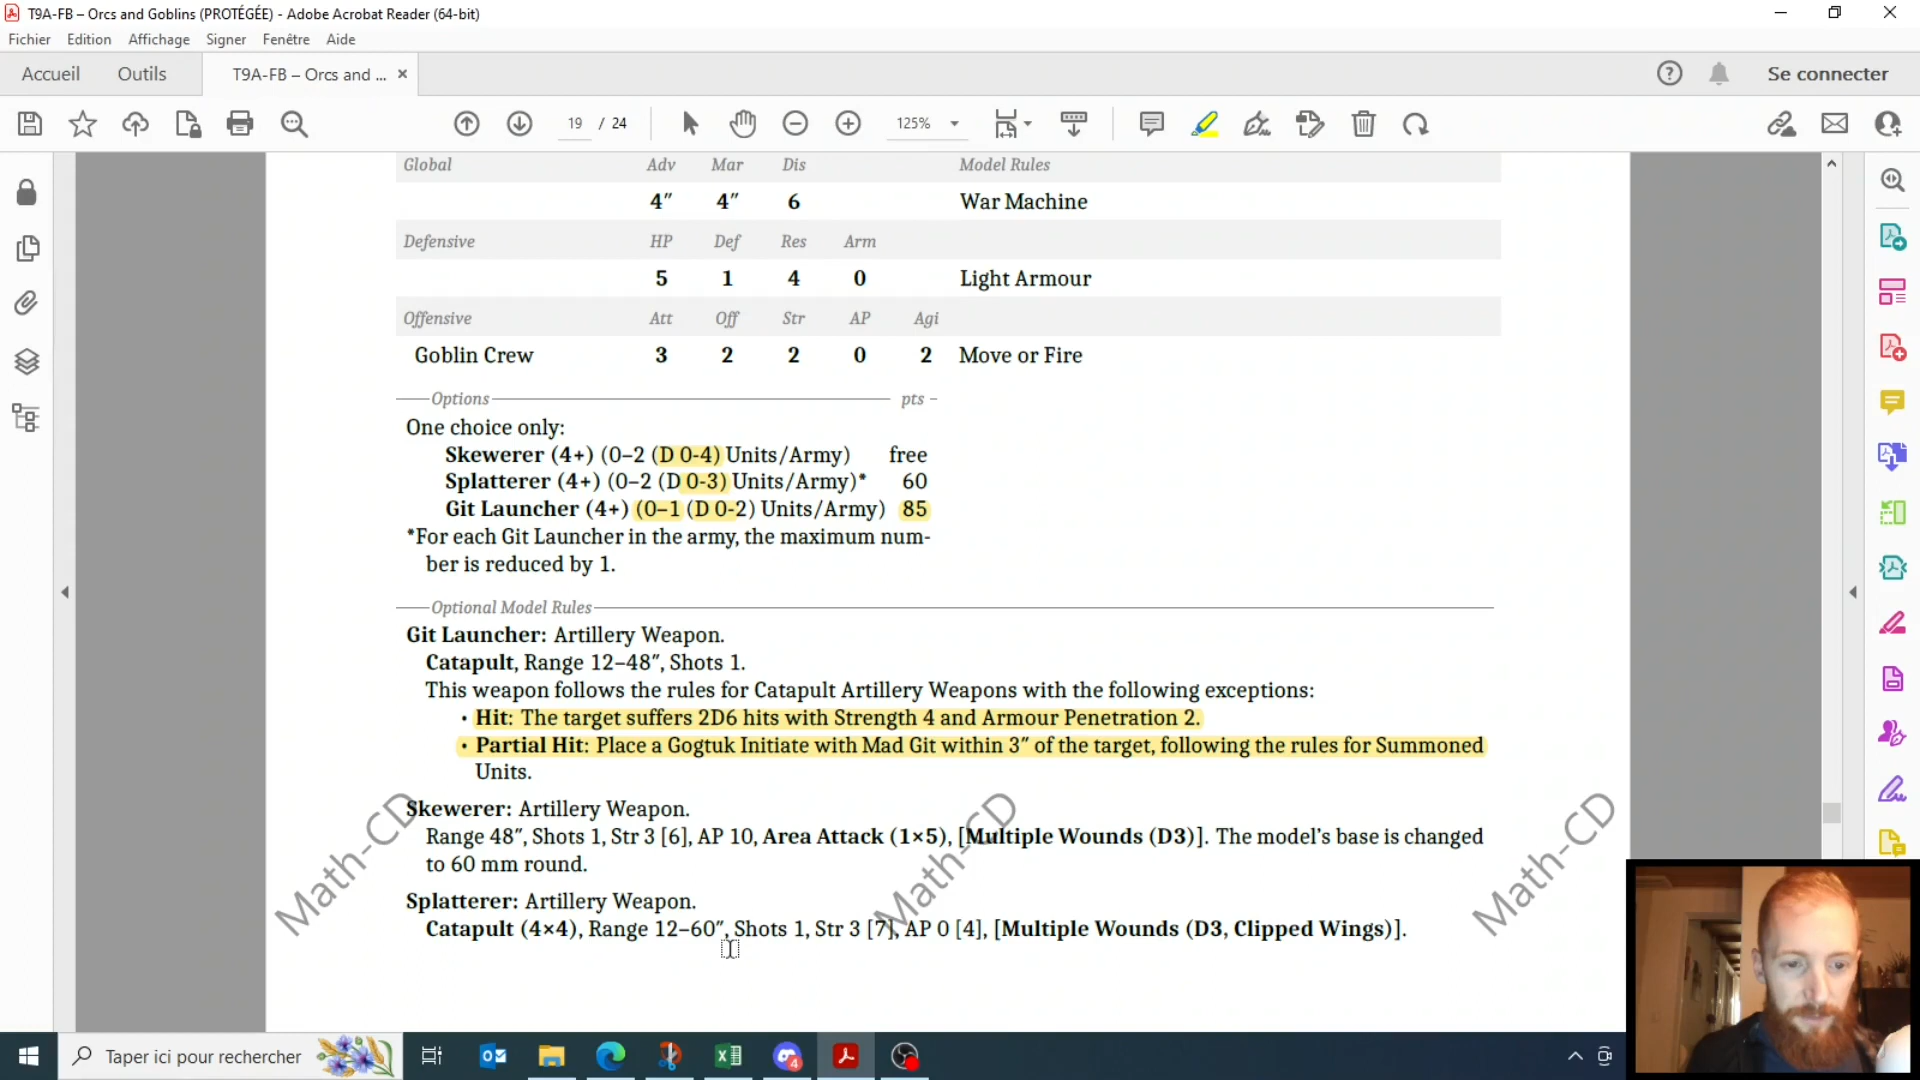 T9A-FB – Orcs and Goblins (PROTÉGÉE) - Adobe Acrobat Reader (64-bit)
Fichier Edition Affichage Signer Fenêtre Aide
Accueil Outils T9A-FB – Orcs and ... × Se connecter
19 / 24 125%
Global Adv Mar Dis Model Rules
4″ 4″ 6 War Machine
Defensive HP Def Res Arm
5 1 4 0 Light Armour
Offensive Att Off Str AP Agi
Goblin Crew 3 2 2 0 2 Move or Fire
Options pts
One choice only:
Skewerer (4+) (0–2 (D 0-4) Units/Army) free
Splatterer (4+) (0–2 (D 0-3) Units/Army)* 60
Git Launcher (4+) (0–1 (D 0-2) Units/Army) 85
*For each Git Launcher in the army, the maximum num-
ber is reduced by 1.
Optional Model Rules
Git Launcher: Artillery Weapon.
Catapult, Range 12–48″, Shots 1.
This weapon follows the rules for Catapult Artillery Weapons with the following exceptions:
• Hit: The target suffers 2D6 hits with Strength 4 and Armour Penetration 2.
• Partial Hit: Place a Gogtuk Initiate with Mad Git within 3″ of the target, following the rules for Summoned
Units.
Skewerer: Artillery Weapon.
Range 48″, Shots 1, Str 3 [6], AP 10, Area Attack (1×5), [Multiple Wounds (D3)]. The model’s base is changed
to 60 mm round.
Splatterer: Artillery Weapon.
Catapult (4×4), Range 12–60″, Shots 1, Str 3 [7], AP 0 [4], [Multiple Wounds (D3, Clipped Wings)].
Math-CD
Math-CD
Math-CD
Taper ici pour rechercher 4